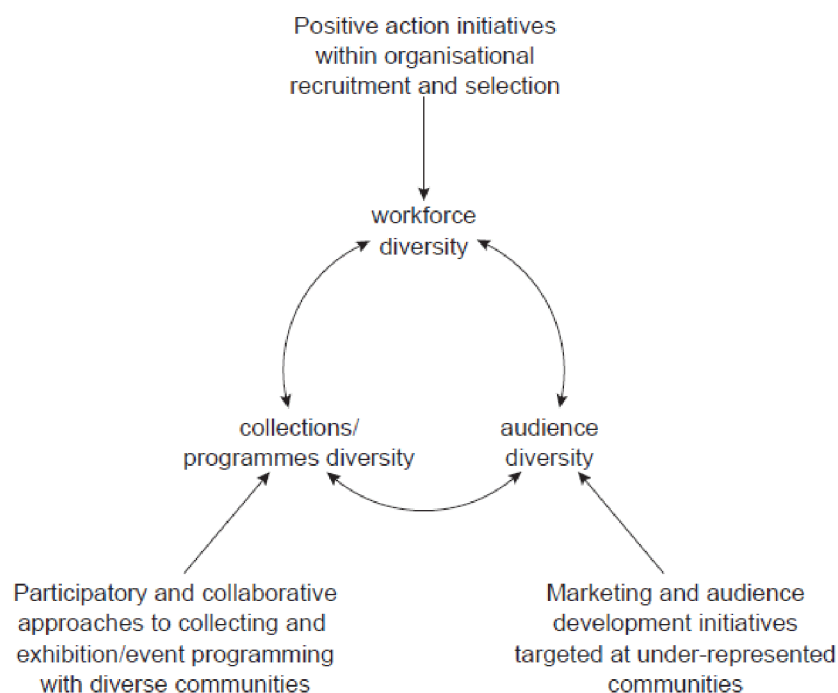 Positive action initiatives
within organisational
recruitment and selection
workforce
diversity
collections/
programmes diversity
audience
diversity
Participatory and collaborative
approaches to collecting and
exhibition/event programming
with diverse communities
Marketing and audience
development initiatives
targeted at under-represented
communities